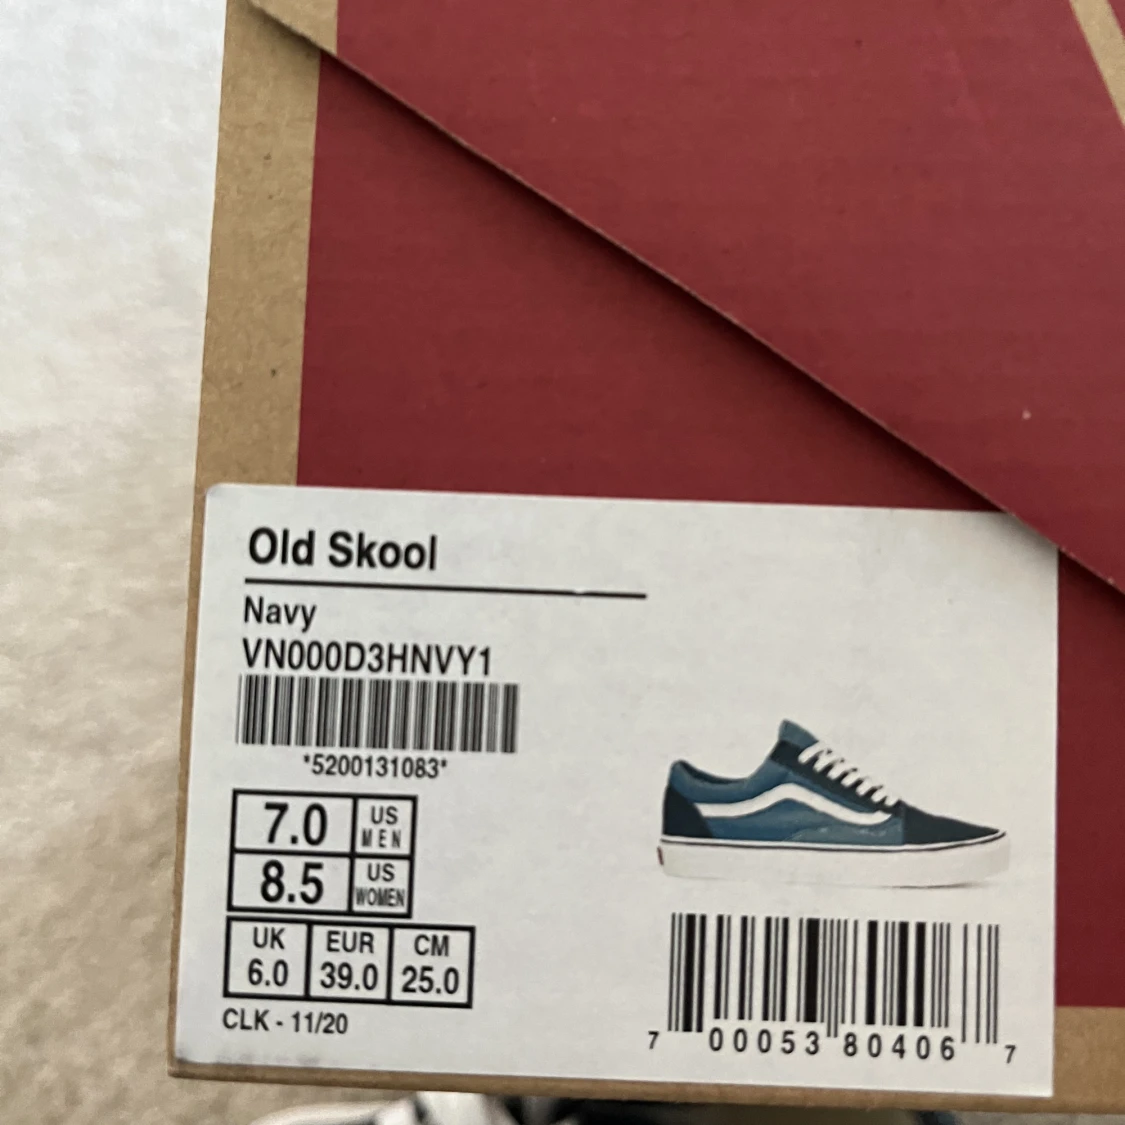 Old Skool
Navy
VN000D3HNVY1
*5200131083*
7.0 US MEN
8.5 US WOMEN
UK EUR CM
6.0 39.0 25.0
CLK - 11/20
7 00053 80406 7